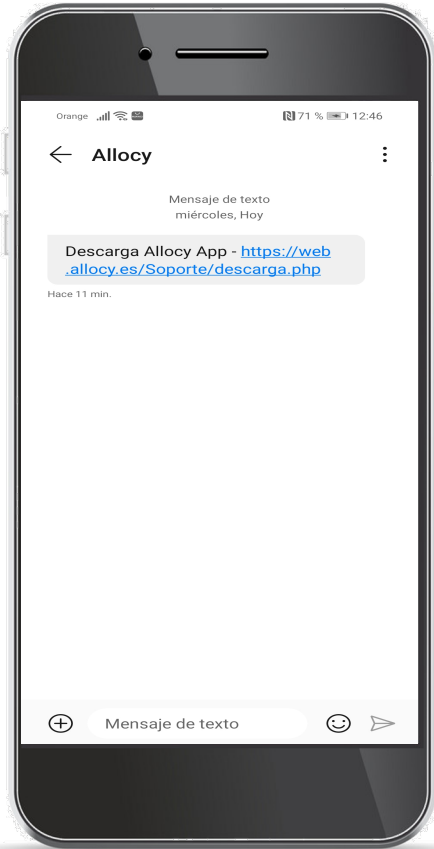 Orange 71 % 12:46
Allocy
Mensaje de texto
miércoles, Hoy
Descarga Allocy App - https://web
.allocy.es/Soporte/descarga.php
Hace 11 min.
Mensaje de texto